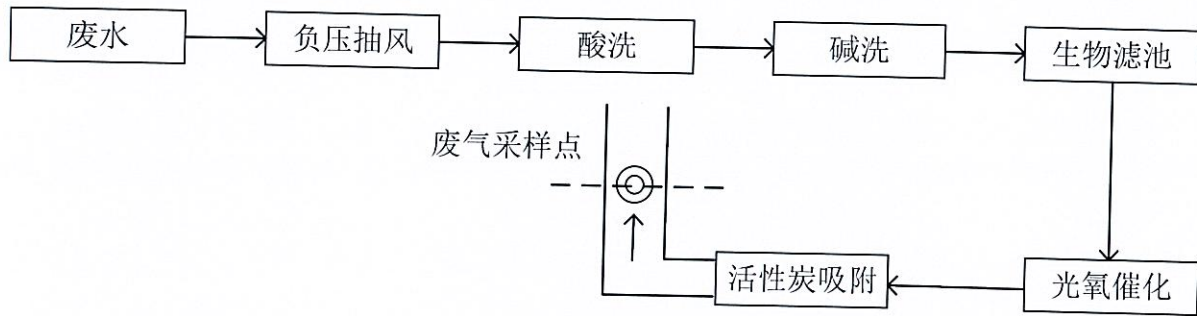 废水
负压抽风
酸洗
碱洗
生物滤池
废气采样点
活性炭吸附
光氧催化